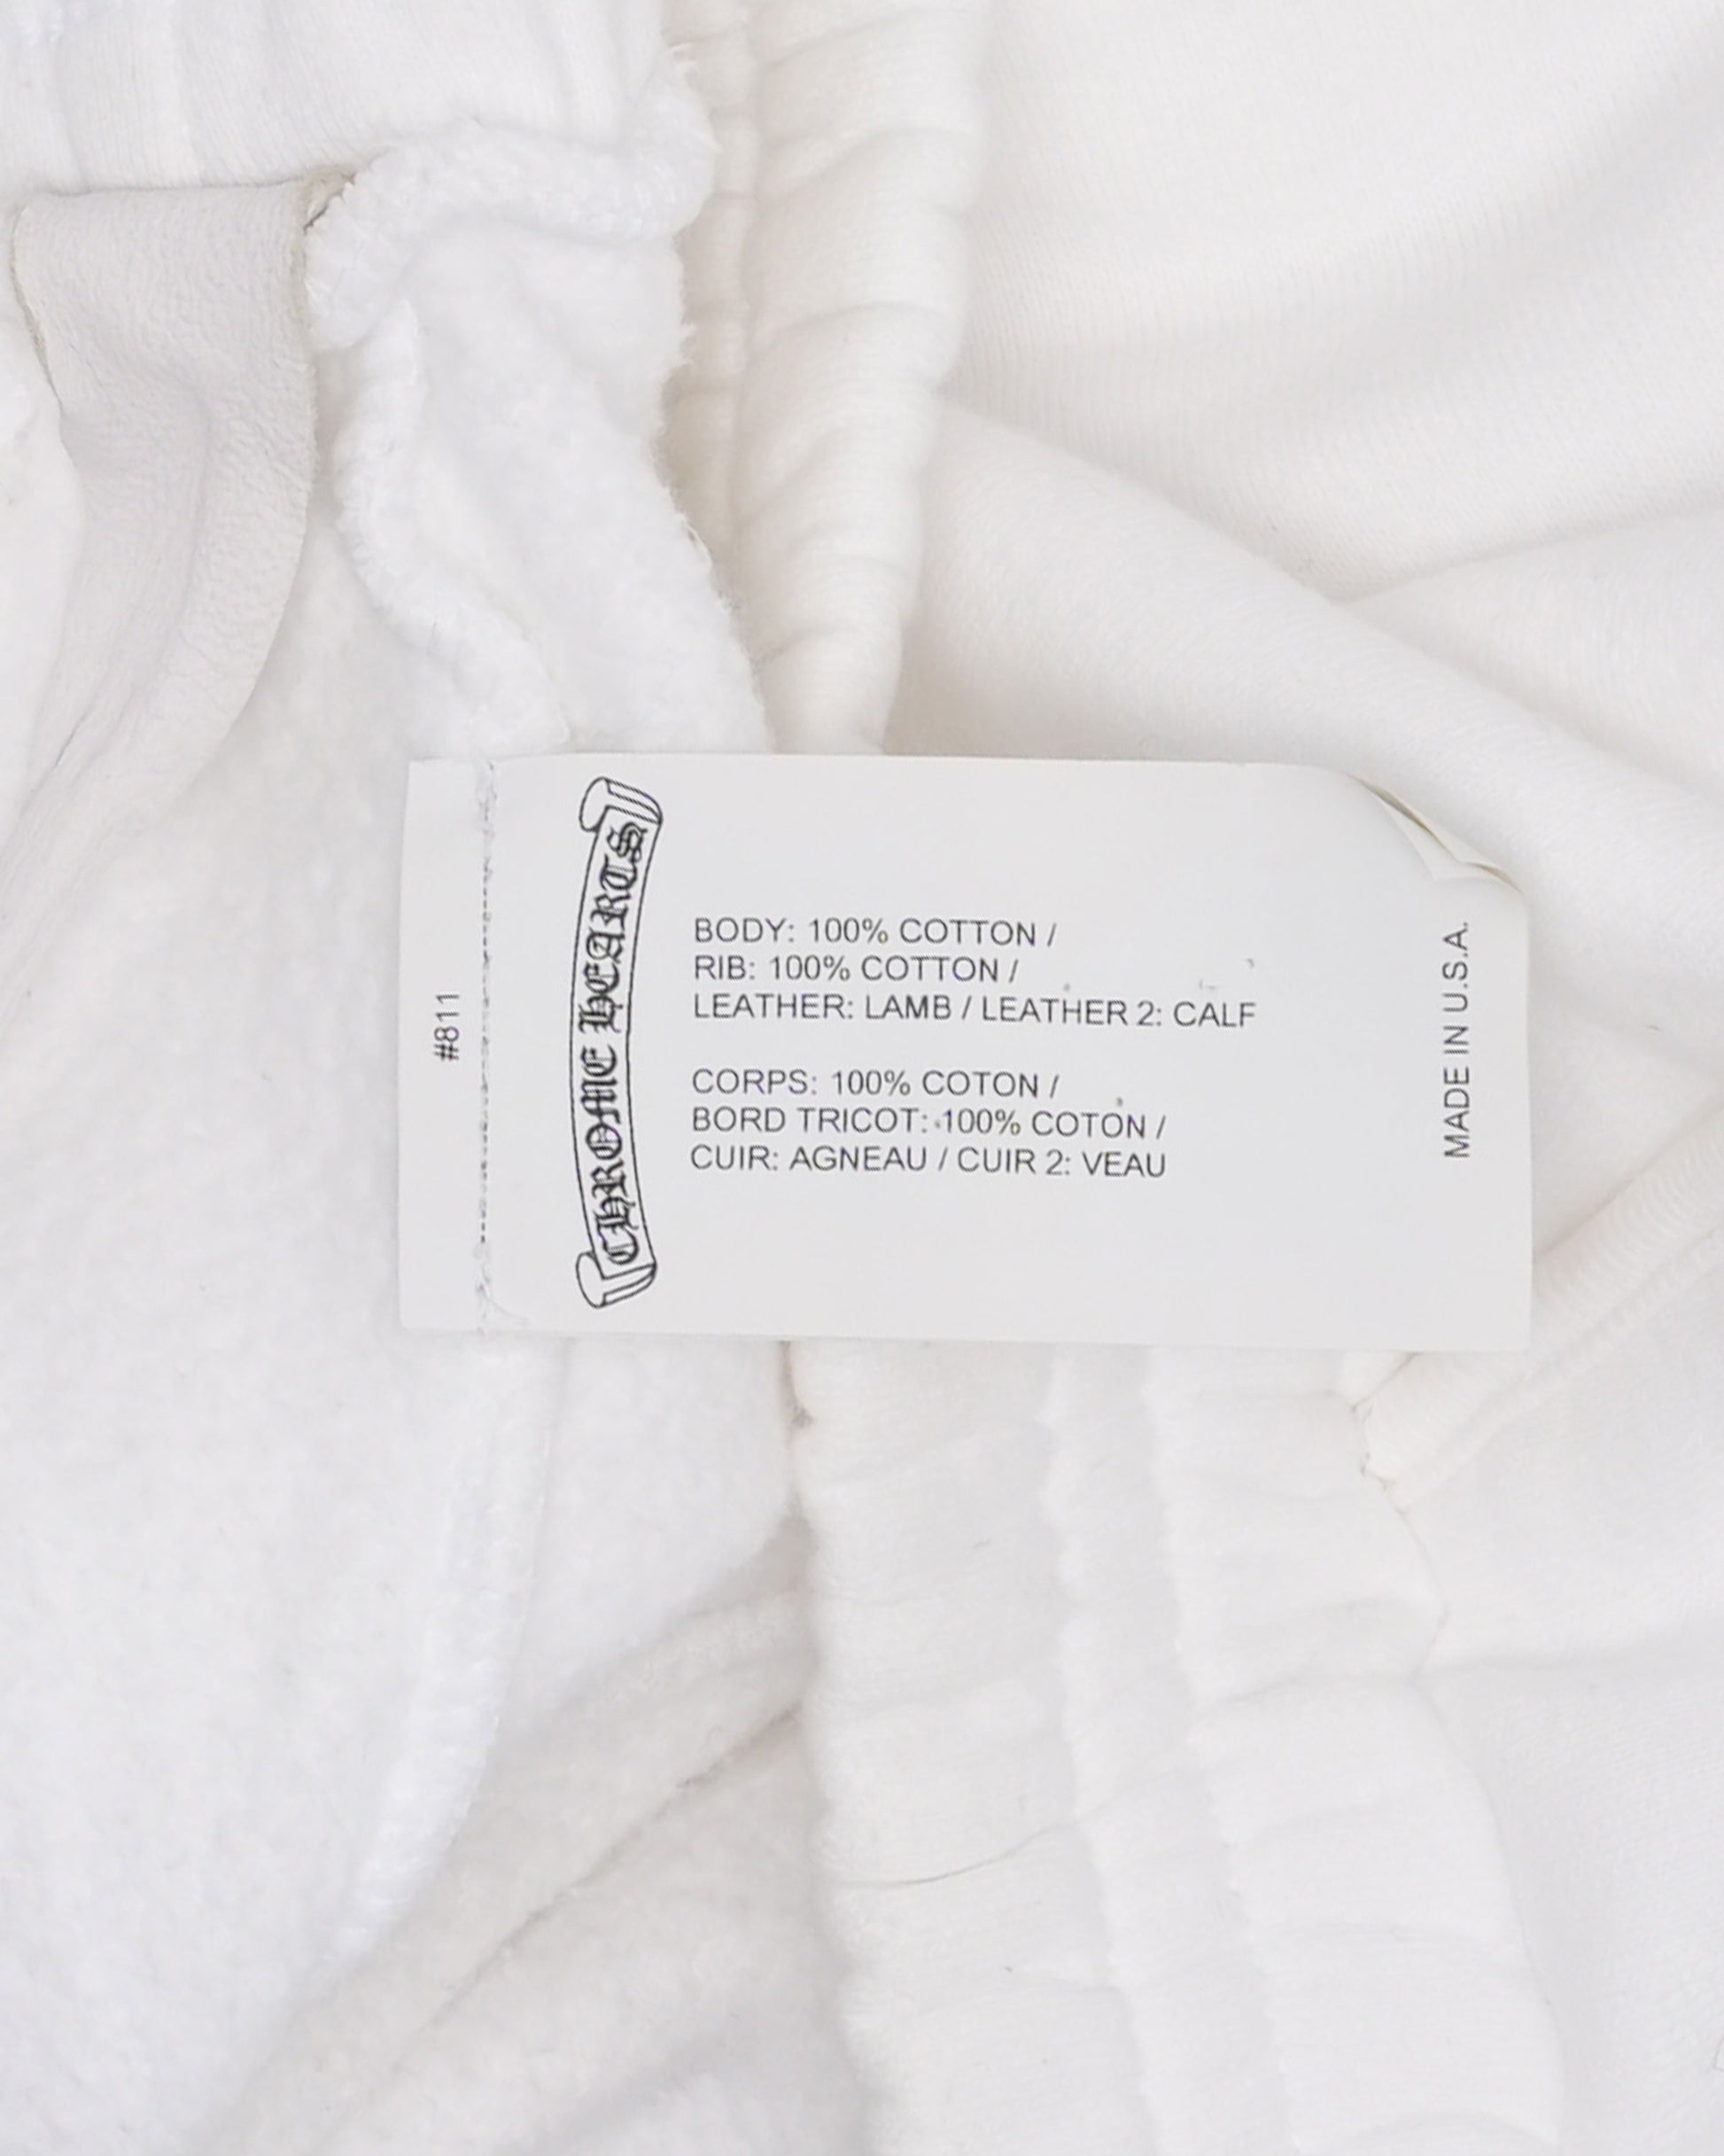 #811
CHROME HEARTS
BODY: 100% COTTON /
RIB: 100% COTTON /
LEATHER: LAMB / LEATHER 2: CALF
CORPS: 100% COTON /
BORD TRICOT: 100% COTON /
CUIR: AGNEAU / CUIR 2: VEAU
MADE IN U.S.A.